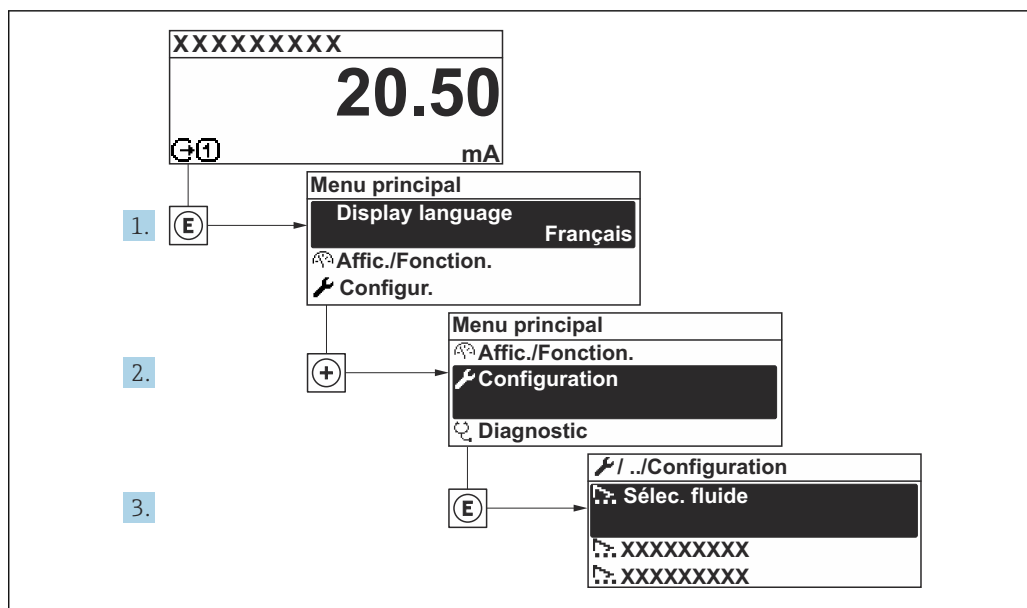 XXXXXXXXX
20.50
1 mA
1. E
Menu principal
Display language
Français
Affic./Fonction.
Configur.
2. +
Menu principal
Affic./Fonction.
Configuration
Diagnostic
3. E
/ ../Configuration
Sélec. fluide
XXXXXXXXX
XXXXXXXXX